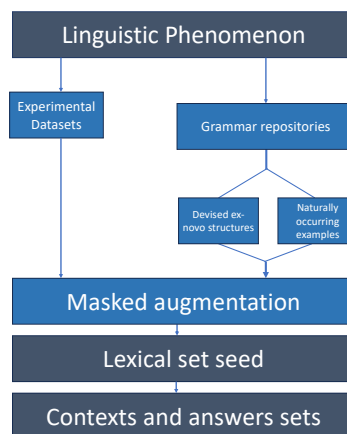 Linguistic Phenomenon
Experimental
Datasets
Grammar repositories
Devised ex-
novo structures
Naturally
occurring
examples
Masked augmentation
Lexical set seed
Contexts and answers sets